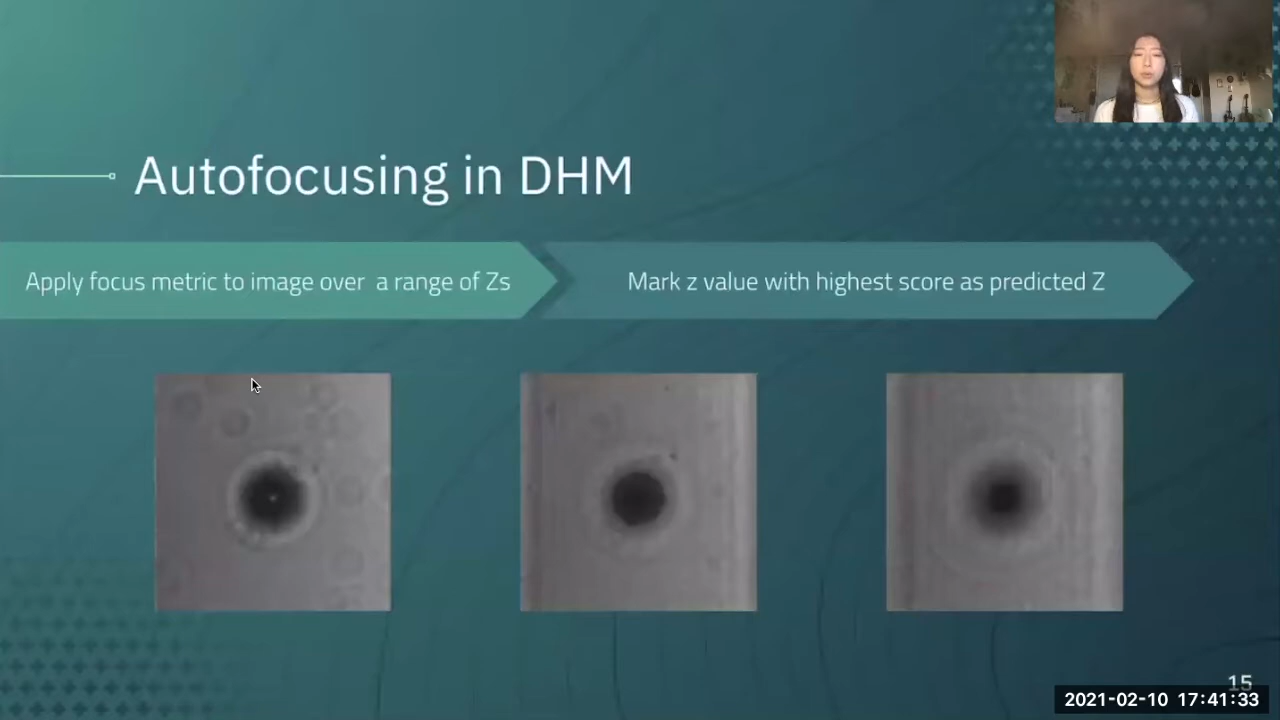 Autofocusing in DHM
Apply focus metric to image over a range of Zs
Mark z value with highest score as predicted Z
15
2021-02-10 17:41:33